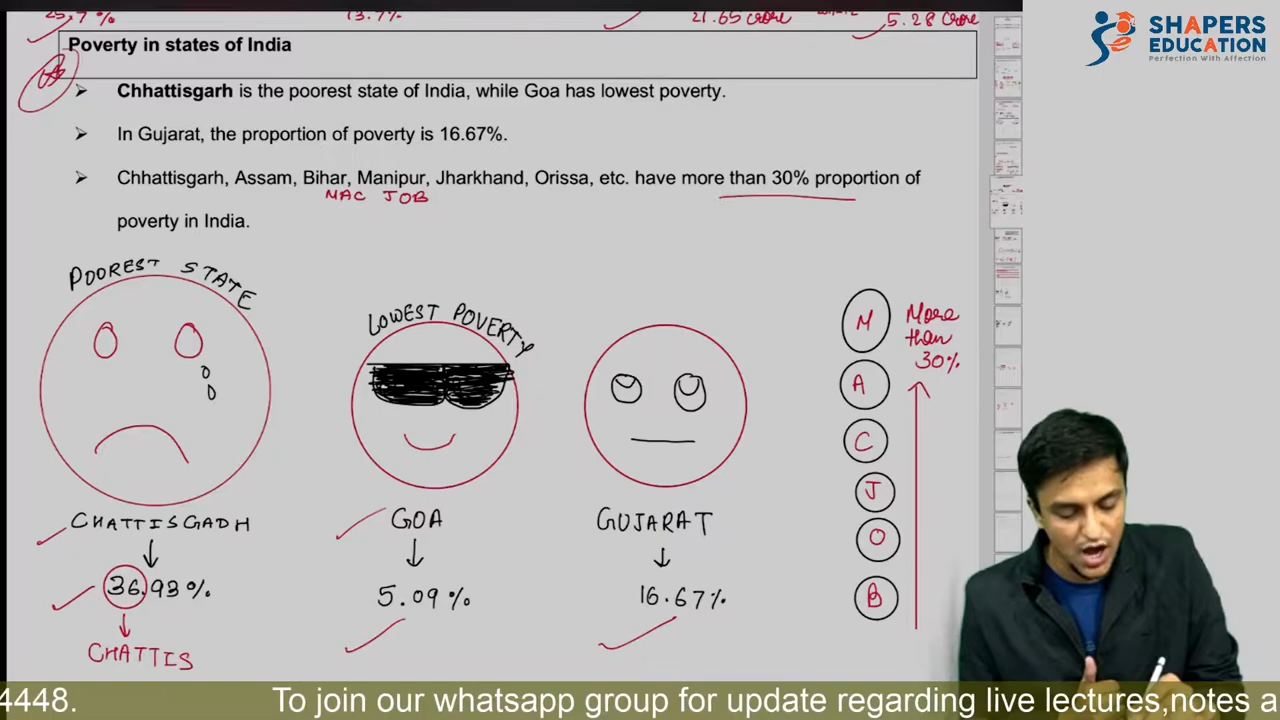 25.7%
13.7%
21.65 crore
5.28 crore
SHAPERS
EDUCATION
Perfection With Affection
Poverty in states of India
Chhattisgarh is the poorest state of India, while Goa has lowest poverty.
In Gujarat, the proportion of poverty is 16.67%.
Chhattisgarh, Assam, Bihar, Manipur, Jharkhand, Orissa, etc. have more than 30% proportion of
MAC JOB
poverty in India.
POOREST STATE
LOWEST POVERTY
M
A
C
J
O
B
More
than
30%
CHATTISGADH
GOA
GUJARAT
36.93%
5.09%
16.67%
CHATTIS
4448.
To join our whatsapp group for update regarding live lectures,notes a